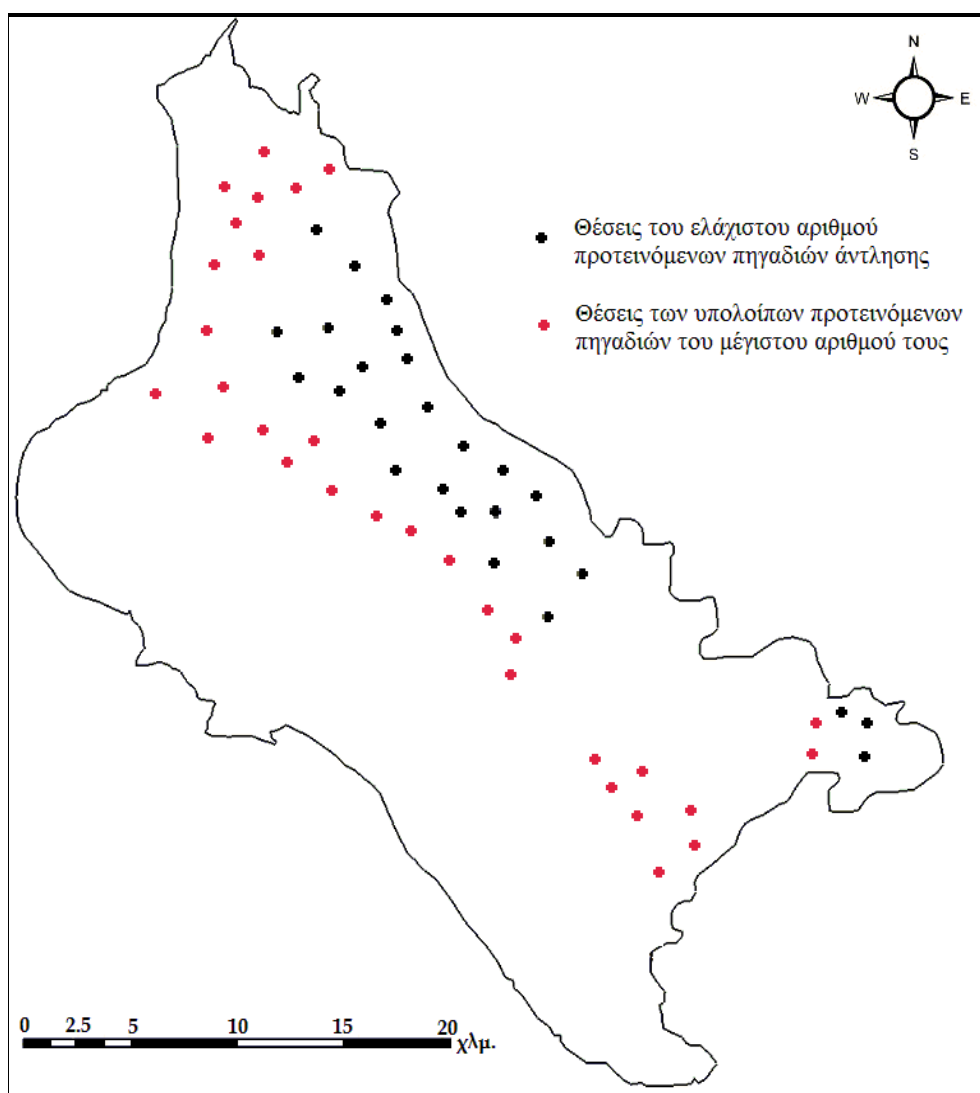 N
W E
S
Θέσεις του ελάχιστου αριθμού
προτεινόμενων πηγαδιών άντλησης
Θέσεις των υπολοίπων προτεινόμενων
πηγαδιών του μέγιστου αριθμού τους
0 2.5 5 10 15 20
χλμ.